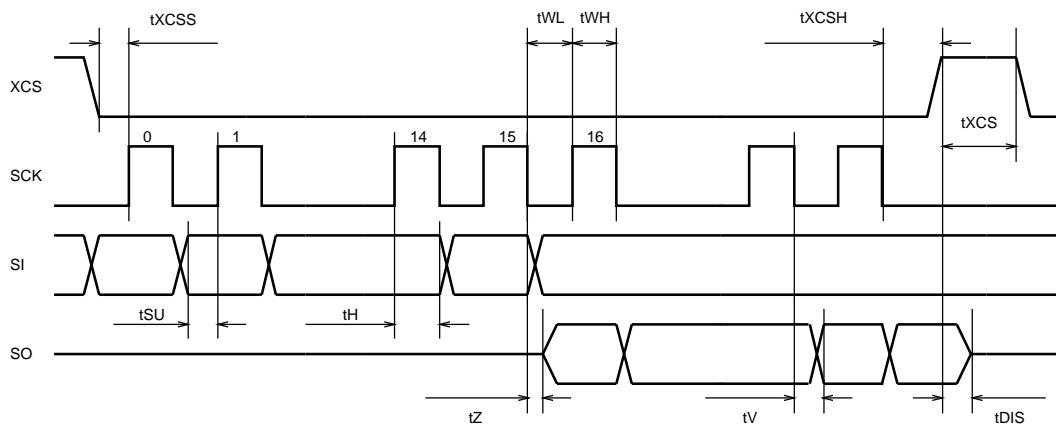 tXCSS tWL tWH tXCSH
XCS
tXCS
0 1 14 15 16
SCK
SI
tSU tH
SO
tZ tV tDIS